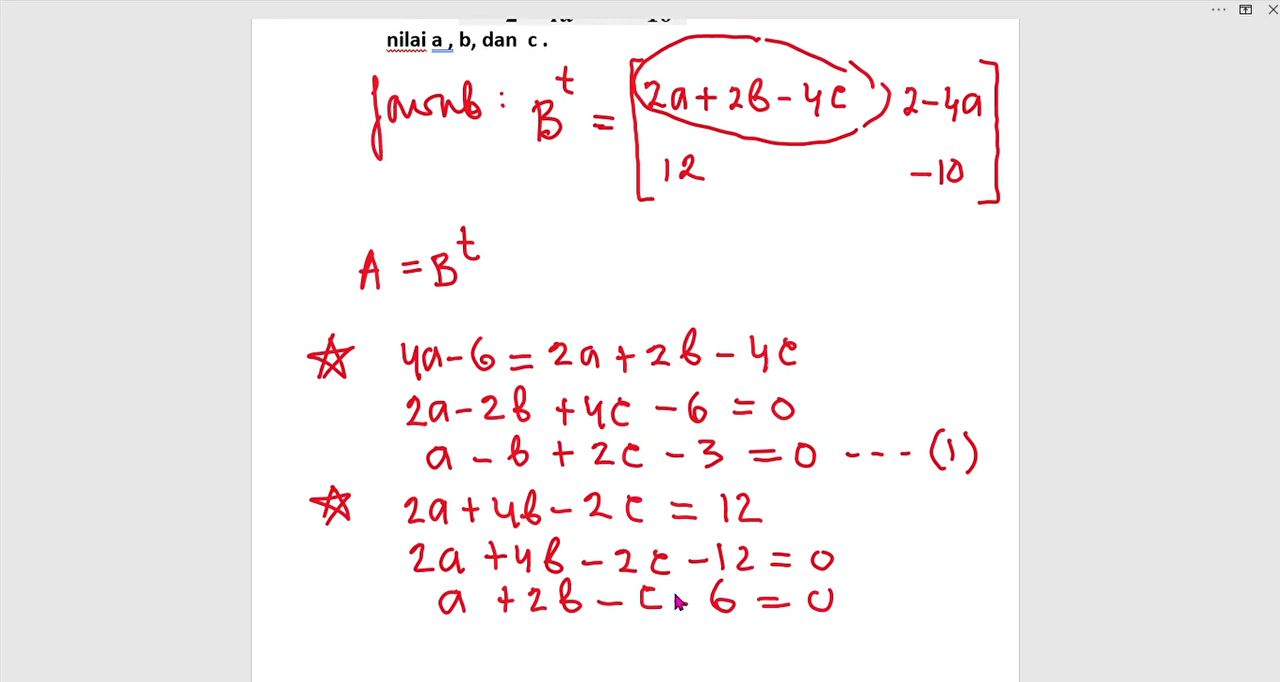 nilai a , b, dan c .
Jawab : B^t = [2a + 2b - 4c 2 - 4a
12 -10]
A = B^t
☆ 4a - 6 = 2a + 2b - 4c
2a - 2b + 4c - 6 = 0
a - b + 2c - 3 = 0 --- (1)
☆ 2a + 4b - 2c = 12
2a + 4b - 2c - 12 = 0
a + 2b - c - 6 = 0